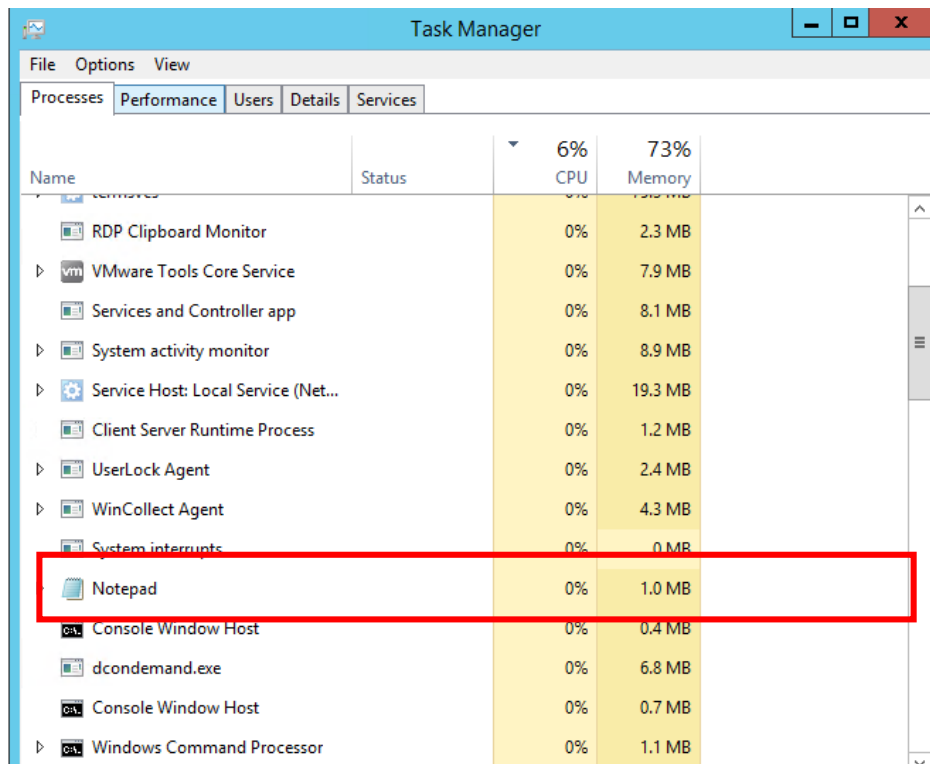 Task Manager
File Options View
Processes Performance Users Details Services
6% 73%
Name Status CPU Memory
RDP Clipboard Monitor 0% 2.3 MB
vm VMware Tools Core Service 0% 7.9 MB
Services and Controller app 0% 8.1 MB
System activity monitor 0% 8.9 MB
Service Host: Local Service (Net... 0% 19.3 MB
Client Server Runtime Process 0% 1.2 MB
UserLock Agent 0% 2.4 MB
WinCollect Agent 0% 4.3 MB
System interrupts 0% 0 MB
Notepad 0% 1.0 MB
Console Window Host 0% 0.4 MB
dcondemand.exe 0% 6.8 MB
Console Window Host 0% 0.7 MB
Windows Command Processor 0% 1.1 MB